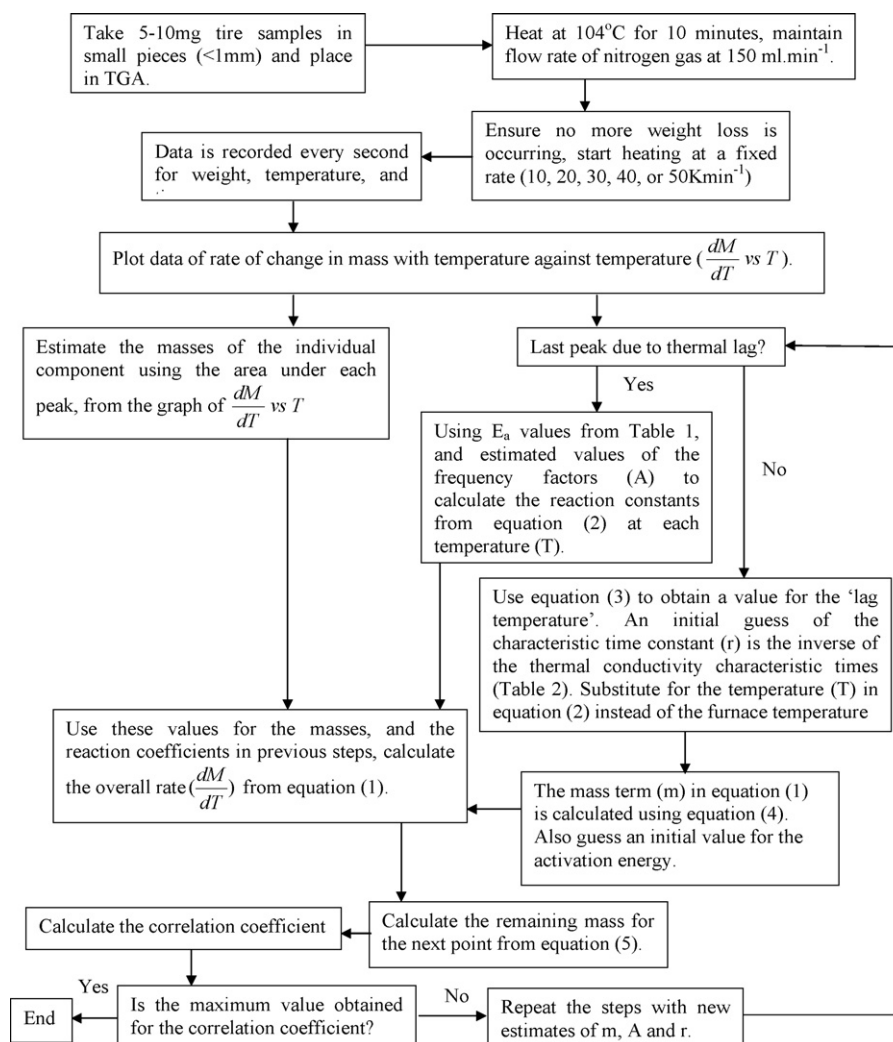 Take 5-10mg tire samples in
small pieces (<1mm) and place
in TGA.
Heat at 104°C for 10 minutes, maintain
flow rate of nitrogen gas at 150 ml.min⁻¹.
Ensure no more weight loss is
occurring, start heating at a fixed
rate (10, 20, 30, 40, or 50Kmin⁻¹)
Data is recorded every second
for weight, temperature, and
Plot data of rate of change in mass with temperature against temperature (dM/dT vs T).
Estimate the masses of the individual
component using the area under each
peak, from the graph of dM/dT vs T
Last peak due to thermal lag?
Yes
No
Using Eₐ values from Table 1,
and estimated values of the
frequency factors (A) to
calculate the reaction constants
from equation (2) at each
temperature (T).
Use equation (3) to obtain a value for the ‘lag
temperature’. An initial guess of the
characteristic time constant (r) is the inverse of
the thermal conductivity characteristic times
(Table 2). Substitute for the temperature (T) in
equation (2) instead of the furnace temperature
Use these values for the masses, and the
reaction coefficients in previous steps, calculate
the overall rate(dM/dT) from equation (1).
The mass term (m) in equation (1)
is calculated using equation (4).
Also guess an initial value for the
activation energy.
Calculate the remaining mass for
the next point from equation (5).
Calculate the correlation coefficient
Is the maximum value obtained
for the correlation coefficient?
Yes
End
No
Repeat the steps with new
estimates of m, A and r.